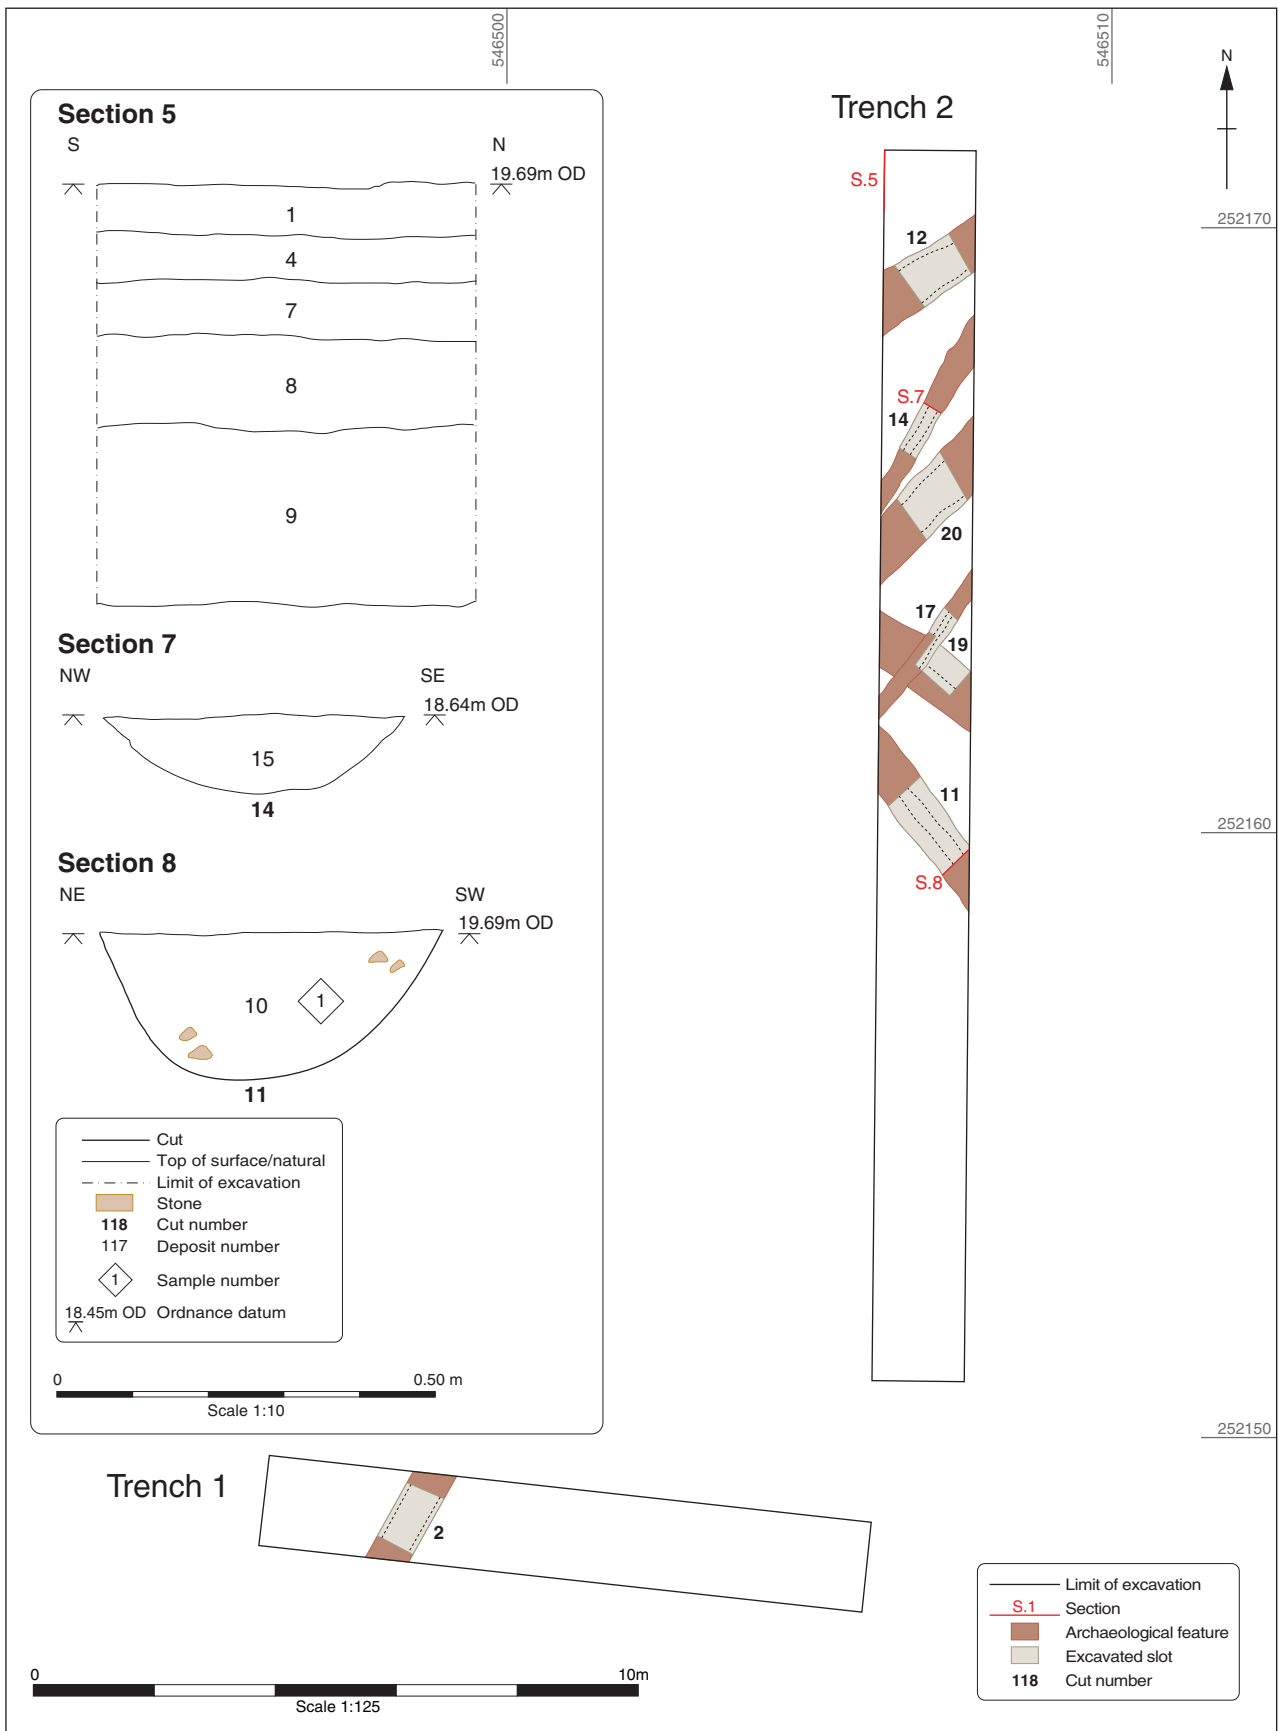 546500
546510
N
Trench 2
Section 5
S
N
19.69m OD
1
4
7
8
9
Section 7
NW
SE
18.64m OD
15
14
Section 8
NE
SW
19.69m OD
10
1
11
Cut
Top of surface/natural
Limit of excavation
Stone
118 Cut number
117 Deposit number
1 Sample number
18.45m OD Ordnance datum
0 0.50 m
Scale 1:10
S.5
252170
12
S.7
14
20
17
19
11
252160
S.8
252150
Trench 1
2
0 10m
Scale 1:125
Limit of excavation
S.1 Section
Archaeological feature
Excavated slot
118 Cut number